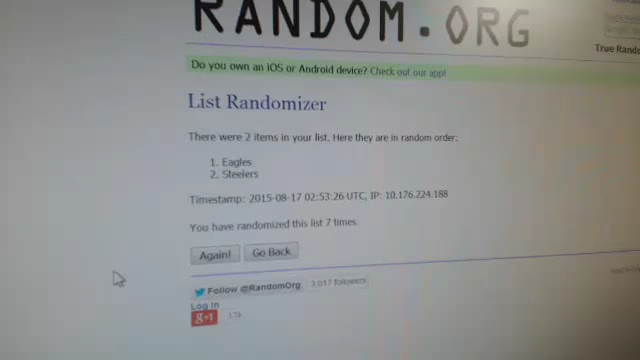 RANDOM.ORG
True Rando
Do you own an iOS or Android device? Check out our app!
List Randomizer
There were 2 items in your list. Here they are in random order:
1. Eagles
2. Steelers
Timestamp: 2015-08-17 02:53:26 UTC, IP: 10.176.224.188
You have randomized this list 7 times.
Again! Go Back
Follow @RandomOrg 3,017 followers
Log In
g+1